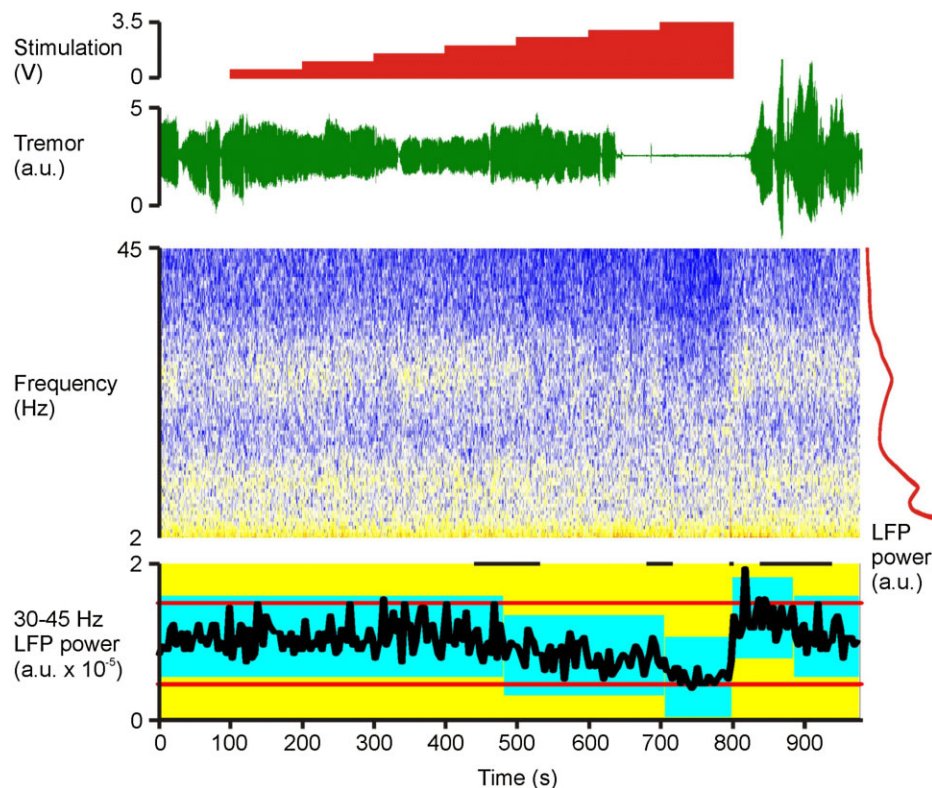 3.5
Stimulation
(V)
0
5
Tremor
(a.u.)
0
45
Frequency
(Hz)
2
LFP
power
(a.u.)
2
30-45 Hz
LFP power
(a.u. x 10⁻⁵)
0
0 100 200 300 400 500 600 700 800 900
Time (s)